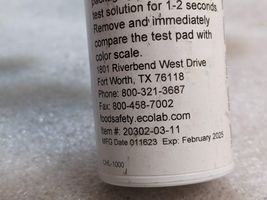 test solution for 1-2 seconds
Remove and immediately
compare the test pad with
color scale.
1801 Riverbend West Drive
Fort Worth, TX 76118
Phone: 800-321-3687
Fax: 800-458-7002
foodsafety.ecolab.com
Item #: 20302-03-11
MFG Date 011623 Exp: February 2025
CHL-1000